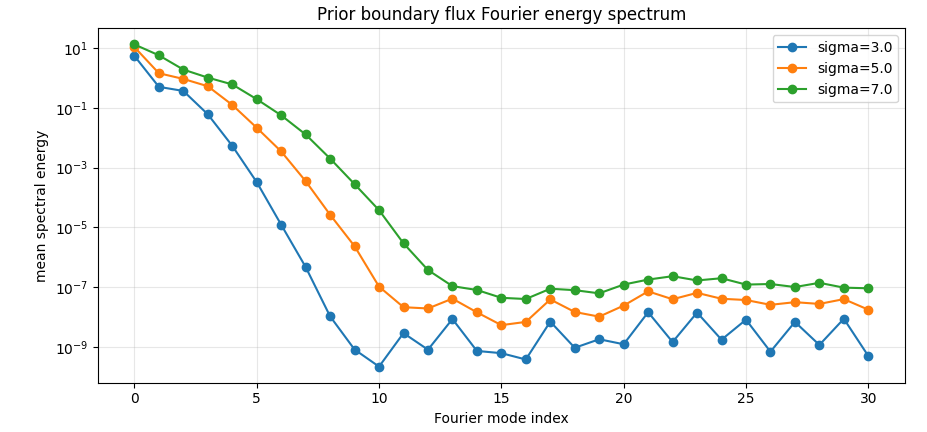 Prior boundary flux Fourier energy spectrum
sigma=3.0
sigma=5.0
sigma=7.0
mean spectral energy
10¹
10⁻¹
10⁻³
10⁻⁵
10⁻⁷
10⁻⁹
0 5 10 15 20 25 30
Fourier mode index